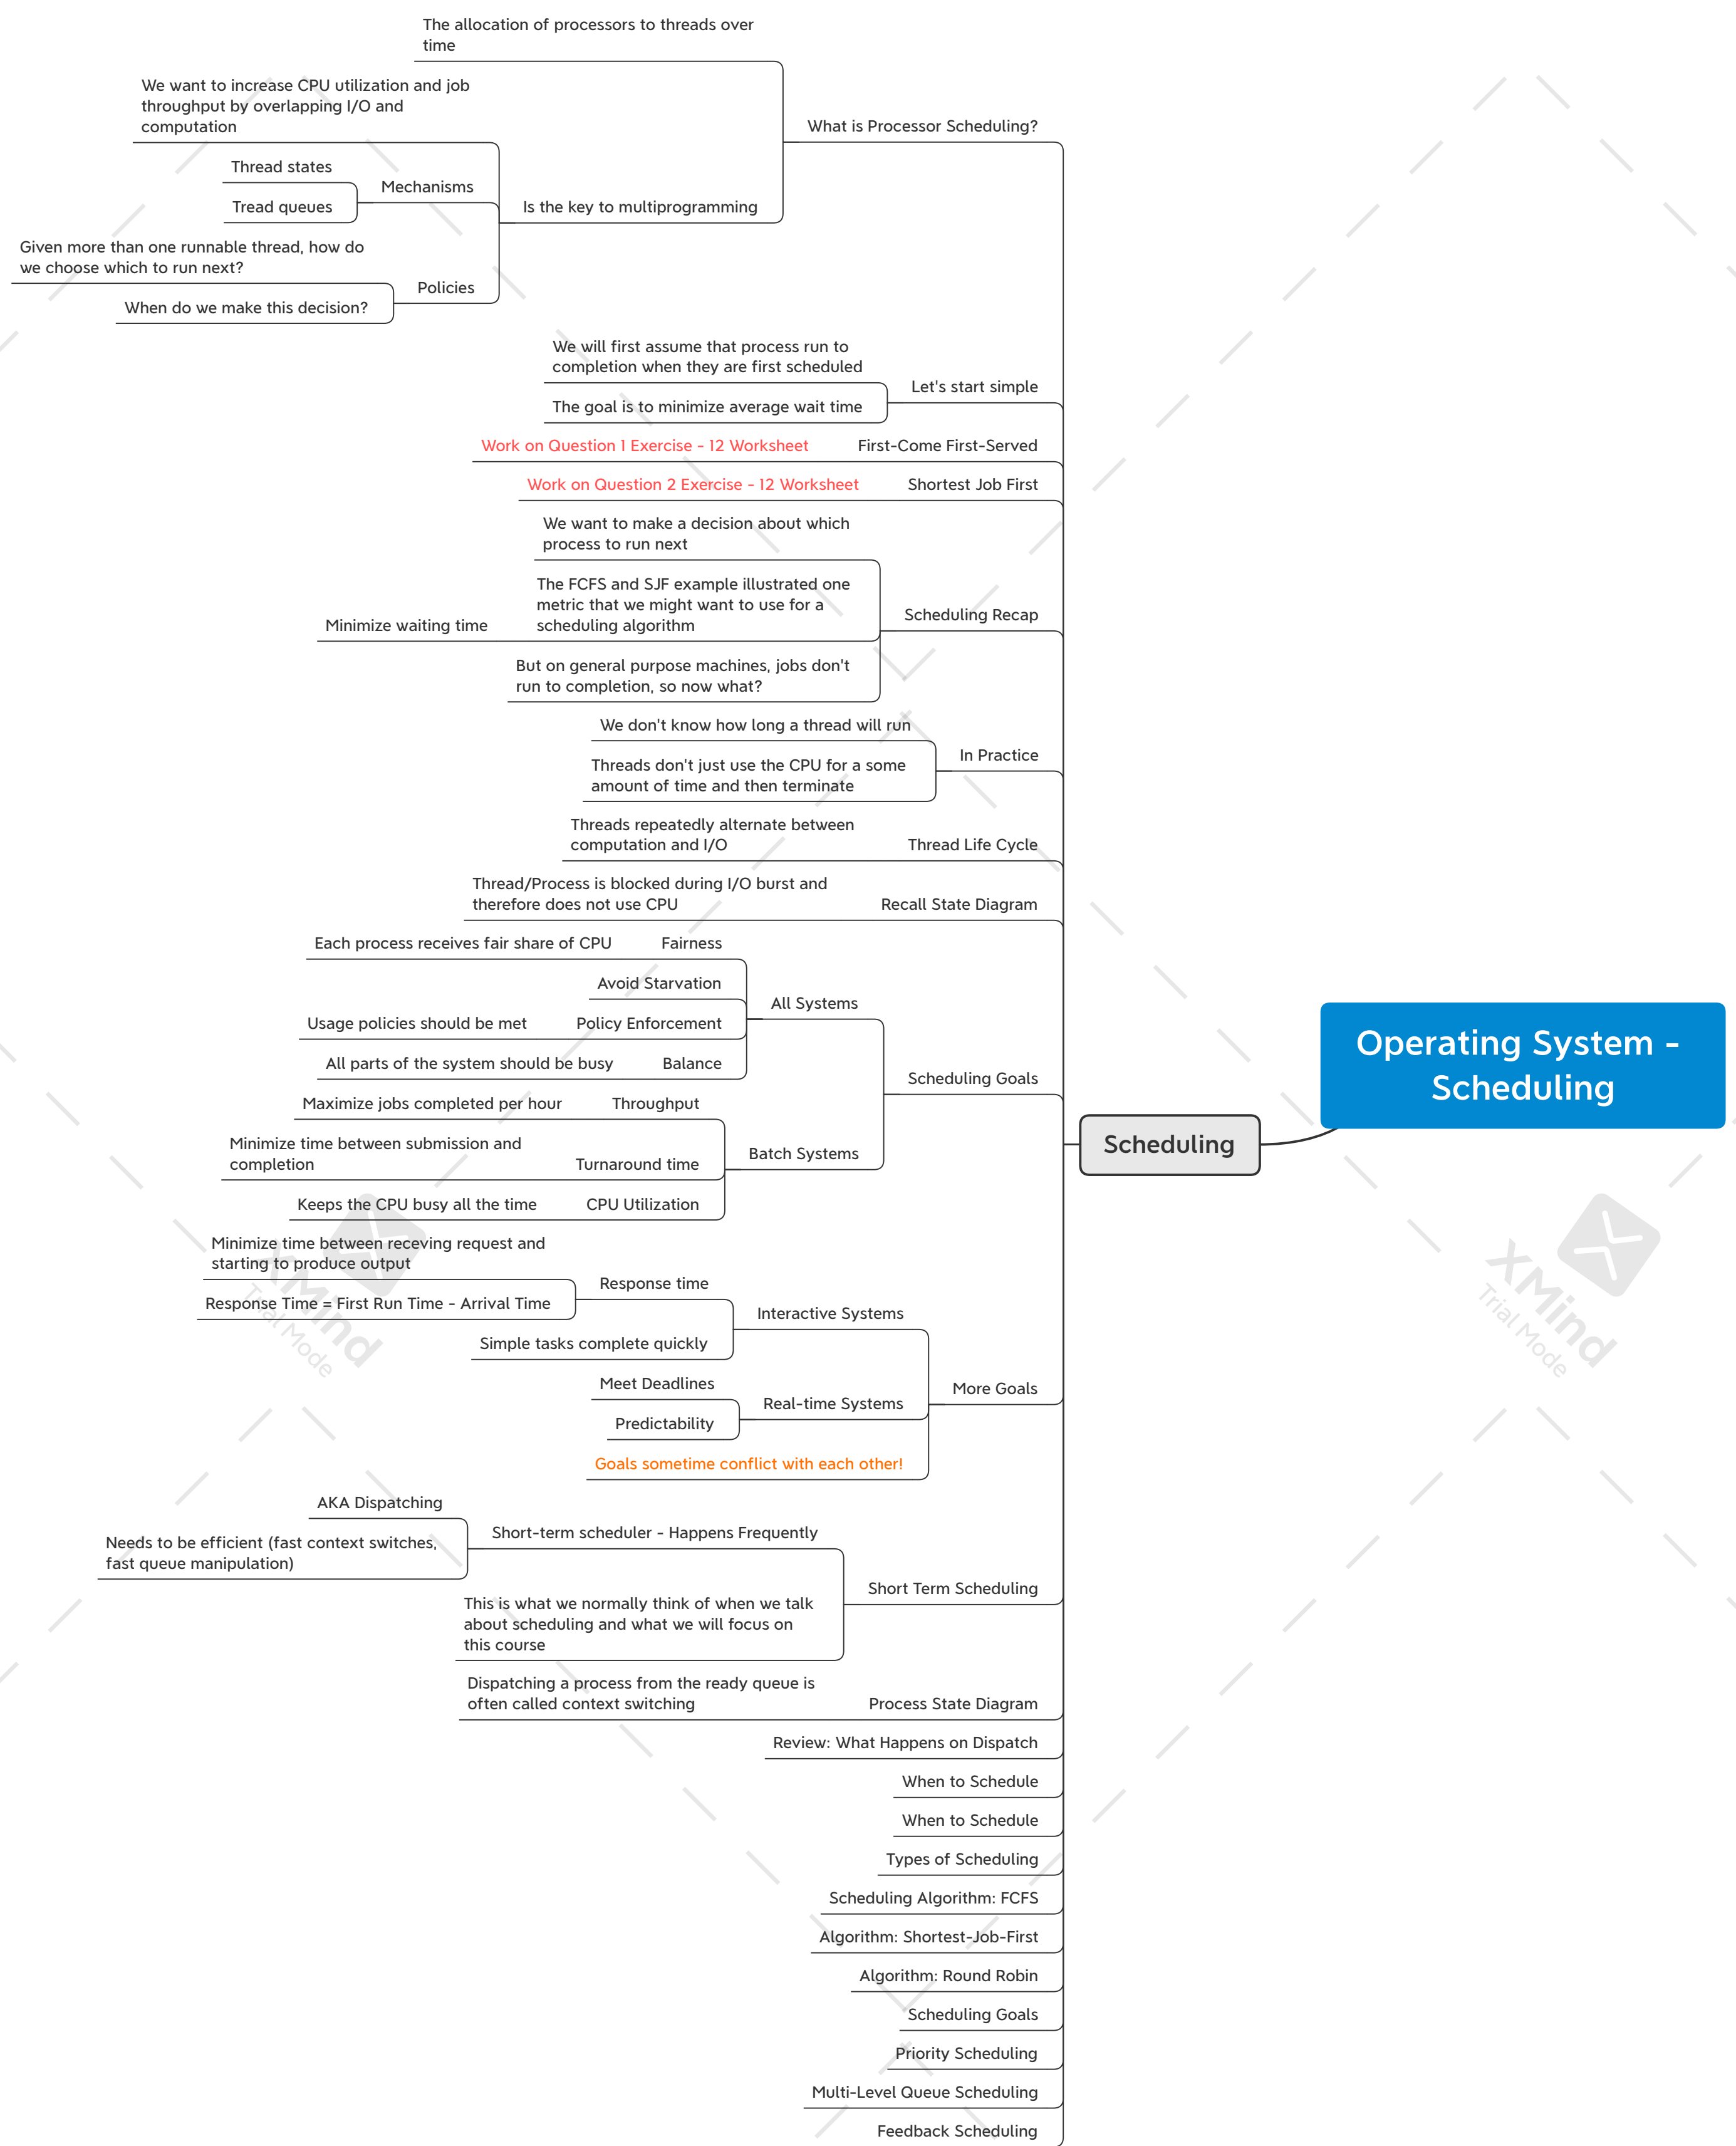 The allocation of processors to threads over
time
We want to increase CPU utilization and job
throughput by overlapping I/O and
computation
What is Processor Scheduling?
Thread states
Mechanisms
Tread queues
Is the key to multiprogramming
Given more than one runnable thread, how do
we choose which to run next?
Policies
When do we make this decision?
We will first assume that process run to
completion when they are first scheduled
Let's start simple
The goal is to minimize average wait time
Work on Question 1 Exercise - 12 Worksheet
First-Come First-Served
Work on Question 2 Exercise - 12 Worksheet
Shortest Job First
We want to make a decision about which
process to run next
The FCFS and SJF example illustrated one
metric that we might want to use for a
scheduling algorithm
Minimize waiting time
Scheduling Recap
But on general purpose machines, jobs don't
run to completion, so now what?
We don't know how long a thread will run
In Practice
Threads don't just use the CPU for a some
amount of time and then terminate
Threads repeatedly alternate between
computation and I/O
Thread Life Cycle
Thread/Process is blocked during I/O burst and
therefore does not use CPU
Recall State Diagram
Each process receives fair share of CPU
Fairness
Avoid Starvation
All Systems
Usage policies should be met
Policy Enforcement
All parts of the system should be busy
Balance
Scheduling Goals
Maximize jobs completed per hour
Throughput
Minimize time between submission and
completion
Turnaround time
Batch Systems
Keeps the CPU busy all the time
CPU Utilization
Operating System -
Scheduling
Scheduling
Minimize time between receving request and
starting to produce output
Response time
Response Time = First Run Time - Arrival Time
Interactive Systems
Simple tasks complete quickly
Meet Deadlines
Real-time Systems
Predictability
More Goals
Goals sometime conflict with each other!
AKA Dispatching
Short-term scheduler - Happens Frequently
Needs to be efficient (fast context switches,
fast queue manipulation)
Short Term Scheduling
This is what we normally think of when we talk
about scheduling and what we will focus on
this course
Dispatching a process from the ready queue is
often called context switching
Process State Diagram
Review: What Happens on Dispatch
When to Schedule
When to Schedule
Types of Scheduling
Scheduling Algorithm: FCFS
Algorithm: Shortest-Job-First
Algorithm: Round Robin
Scheduling Goals
Priority Scheduling
Multi-Level Queue Scheduling
Feedback Scheduling
XMind
Trial Mode
XMind
Trial Mode